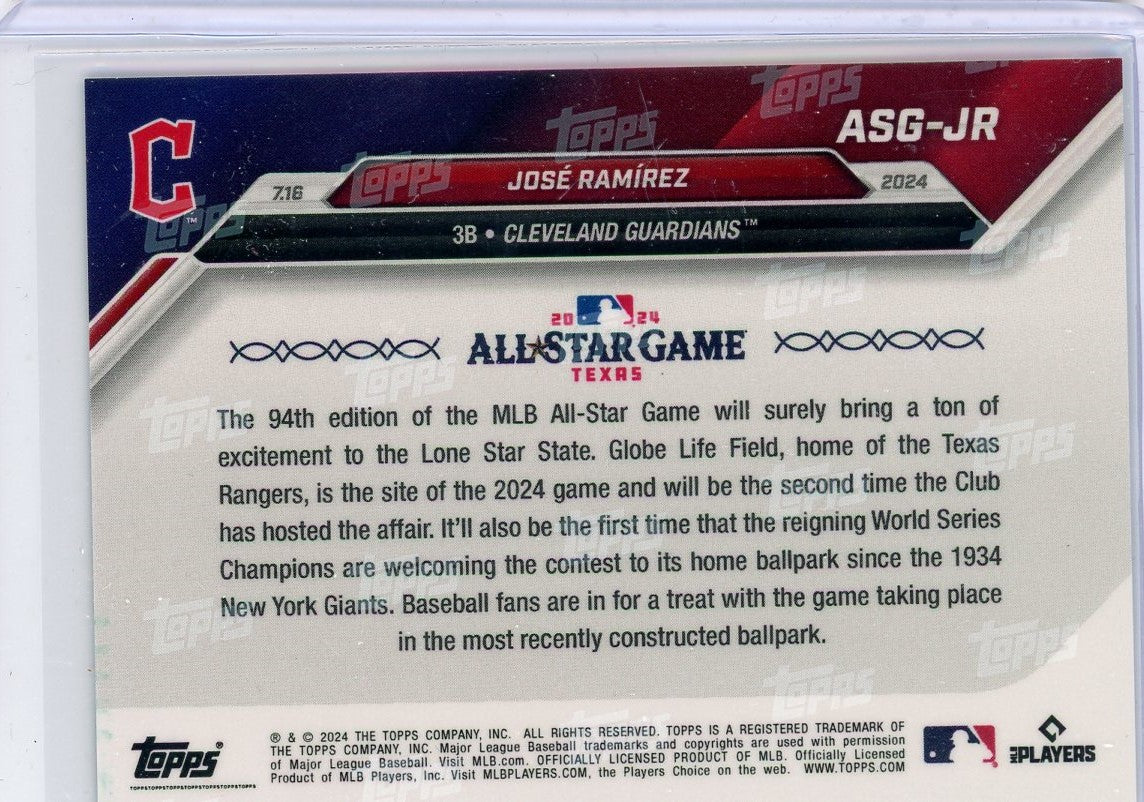 ASG-JR
C
™
7.16
JOSÉ RAMÍREZ
2024
3B • CLEVELAND GUARDIANS™
20 24
ALL★STAR GAME
TEXAS
The 94th edition of the MLB All-Star Game will surely bring a ton of
excitement to the Lone Star State. Globe Life Field, home of the Texas
Rangers, is the site of the 2024 game and will be the second time the Club
has hosted the affair. It'll also be the first time that the reigning World Series
Champions are welcoming the contest to its home ballpark since the 1934
New York Giants. Baseball fans are in for a treat with the game taking place
in the most recently constructed ballpark.
topps®
® & © 2024 THE TOPPS COMPANY, INC. ALL RIGHTS RESERVED. TOPPS IS A REGISTERED TRADEMARK OF
THE TOPPS COMPANY, INC. Major League Baseball trademarks and copyrights are used with permission
of Major League Baseball. Visit MLB.com. OFFICIALLY LICENSED PRODUCT OF MLB. Officially Licensed
Product of MLB Players, Inc. Visit MLBPLAYERS.COM, the Players Choice on the web. WWW.TOPPS.COM
MLB PLAYERS
TOPPSTOPPSTOPPSTOPPSTOPPSTOPPSTOPPS